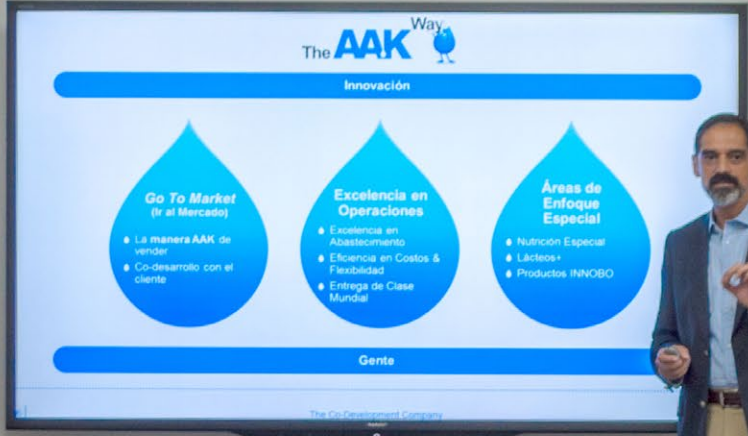 The AAK Way
Innovación
Go To Market
(Ir al Mercado)
La manera AAK de
vender
Co-desarrollo con el
cliente
Excelencia en
Operaciones
Excelencia en
Abastecimiento
Eficiencia en Costos &
Flexibilidad
Entrega de Clase
Mundial
Áreas de
Enfoque
Especial
Nutrición Especial
Lácteos+
Productos INNOBO
Gente
The Co-Development Company